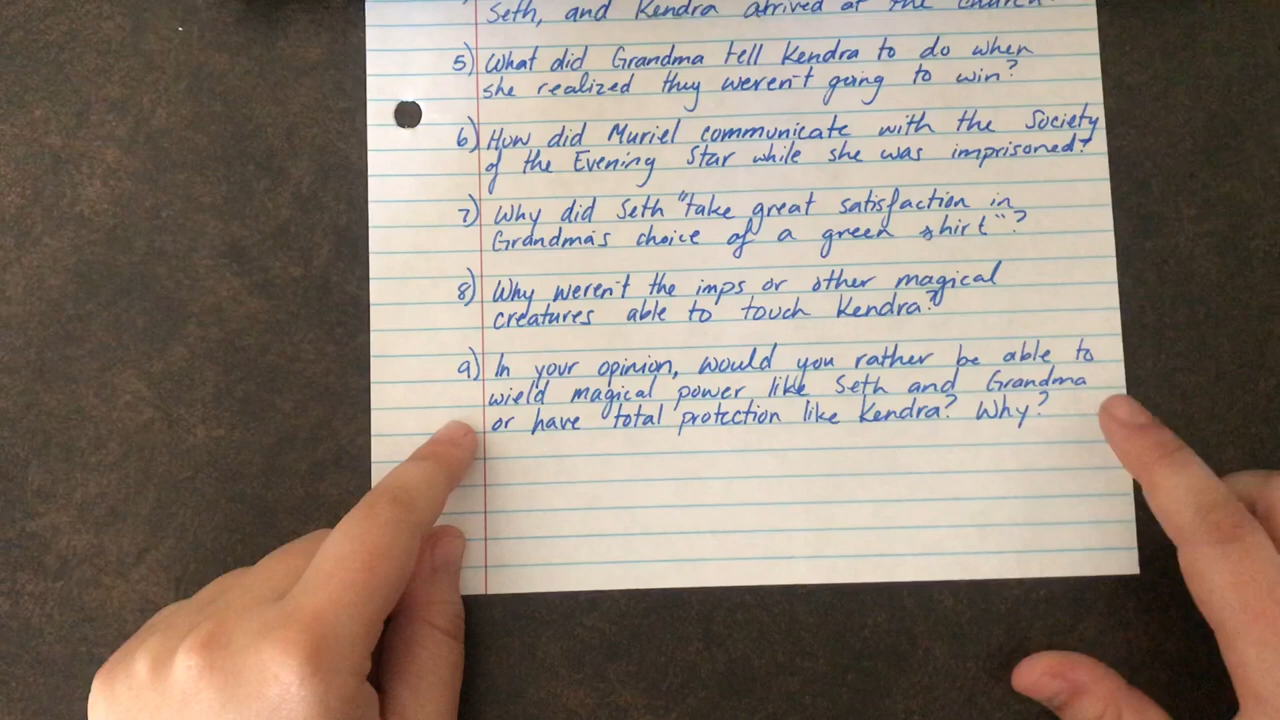 Seth, and Kendra arrived at the church
5) What did Grandma tell Kendra to do when
she realized they weren't going to win?
6) How did Muriel communicate with the Society
of the Evening Star while she was imprisoned?
7) Why did Seth "take great satisfaction in
Grandma's choice of a green shirt"?
8) Why weren't the imps or other magical
creatures able to touch Kendra?
9) In your opinion, would you rather be able to
wield magical power like Seth and Grandma
or have total protection like Kendra? Why?